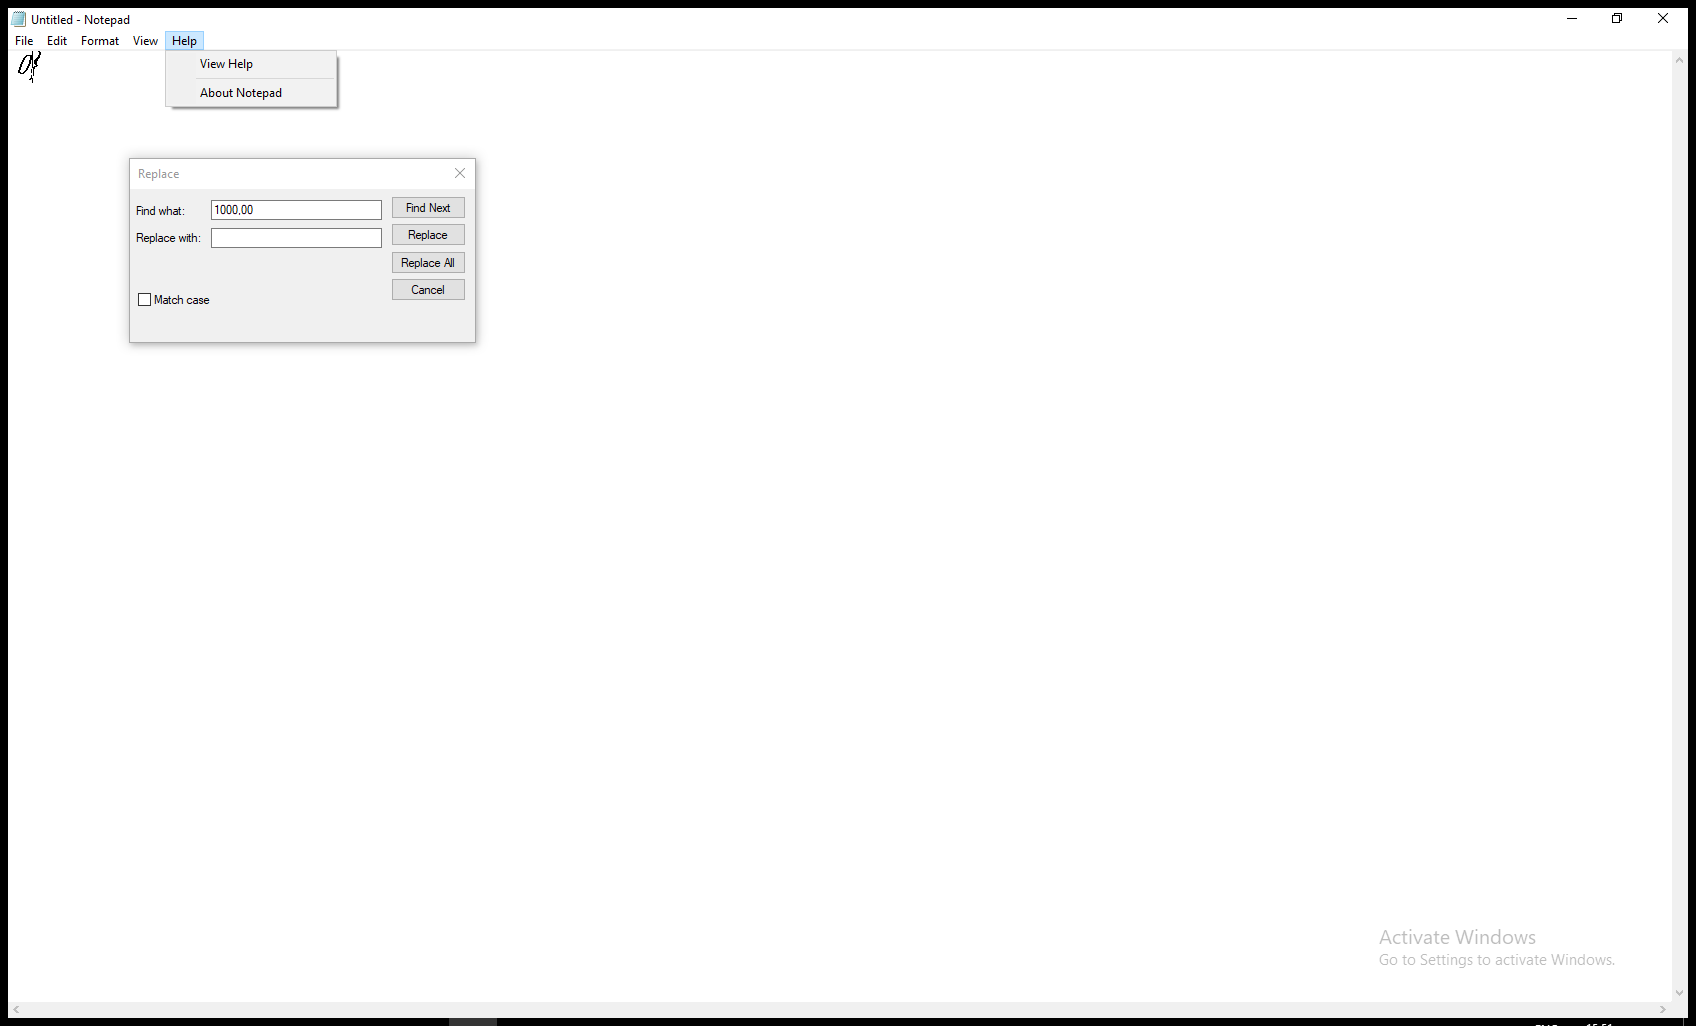 Untitled - Notepad
File Edit Format View Help
View Help
About Notepad
Replace
Find what: 1000,00 Find Next
Replace with: Replace
Replace All
Cancel
Match case
Activate Windows
Go to Settings to activate Windows.